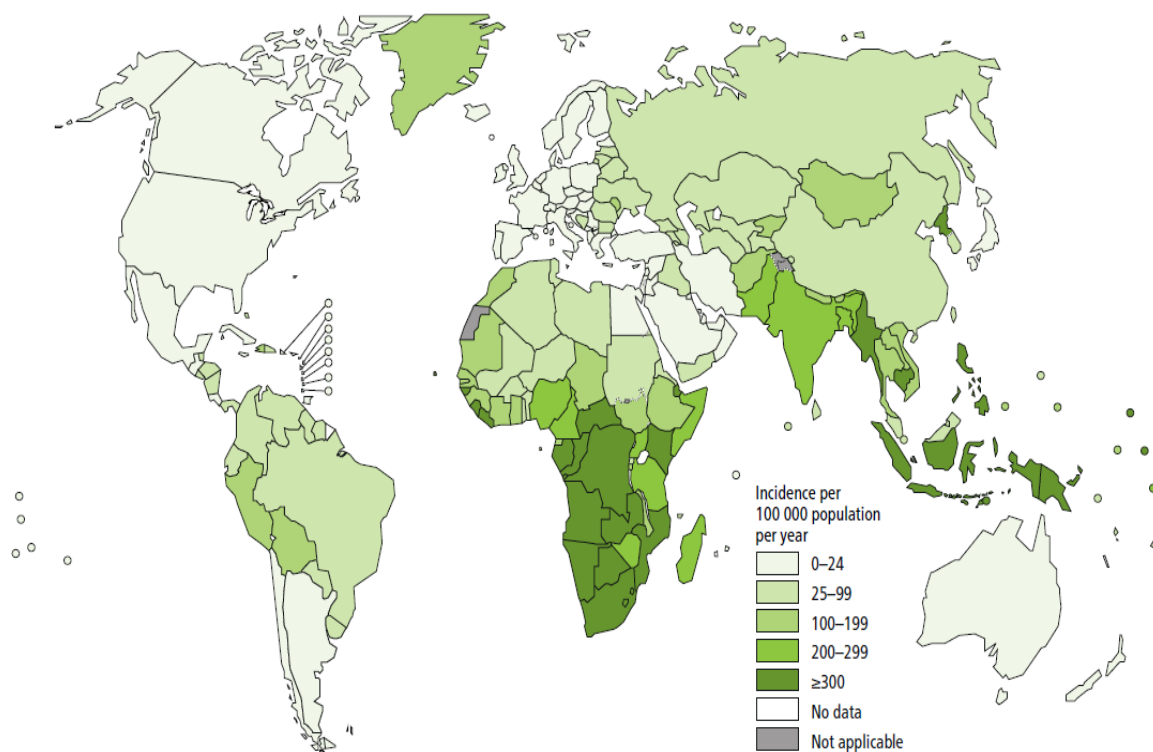 Incidence per
100 000 population
per year
0–24
25–99
100–199
200–299
≥300
No data
Not applicable